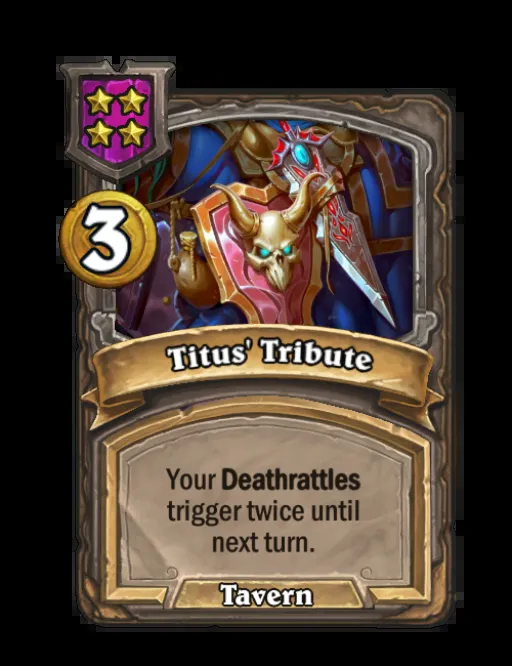 3
Titus' Tribute
Your Deathrattles
trigger twice until
next turn.
Tavern